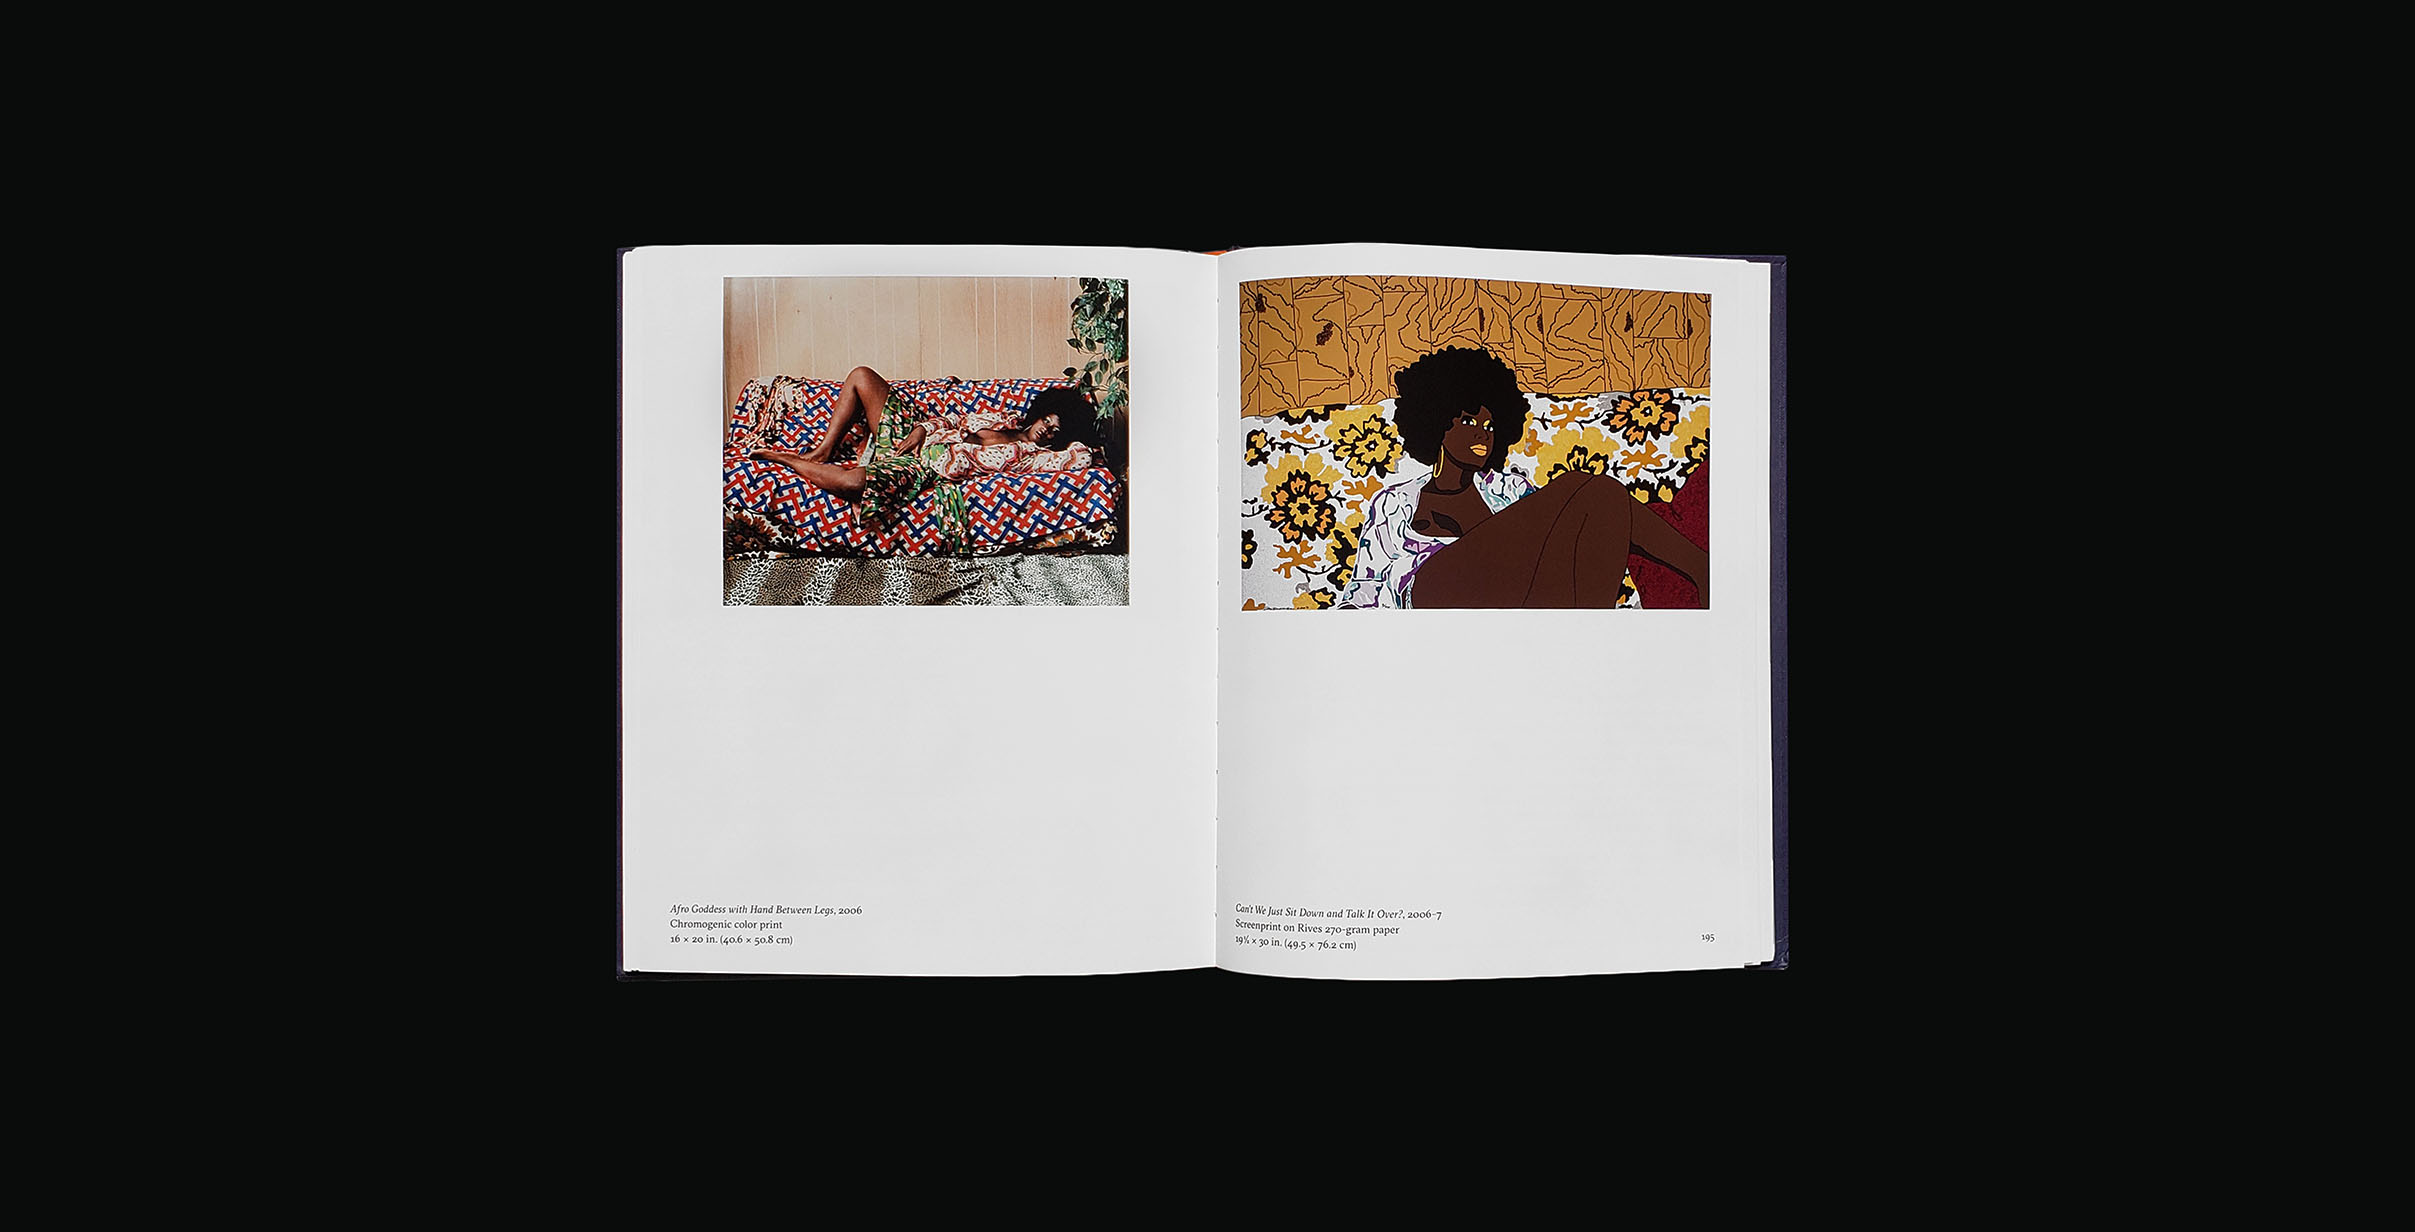 Afro Goddess with Hand Between Legs, 2006
Chromogenic color print
16 × 20 in. (40.6 × 50.8 cm)
Can't We Just Sit Down and Talk It Over?, 2006–7
Screenprint on Rives 270-gram paper
19½ × 30 in. (49.5 × 76.2 cm)
195